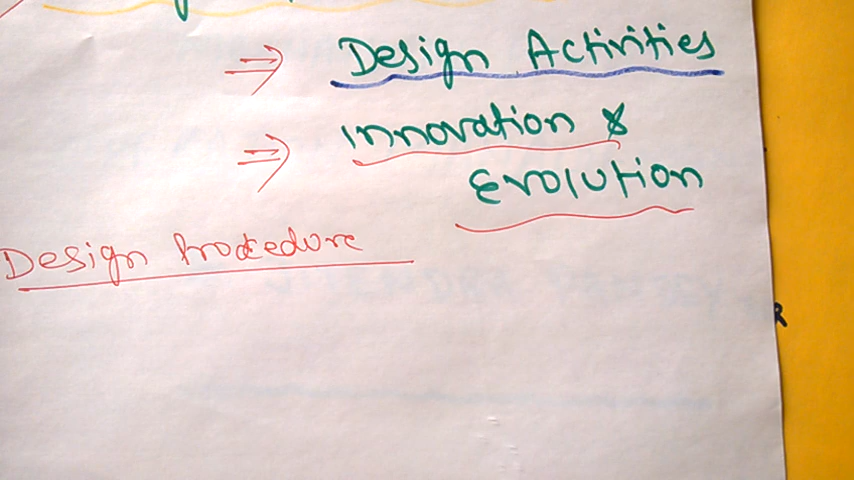 ⇒ Design Activities
⇒ Innovation &
Evolution
Design Procedure